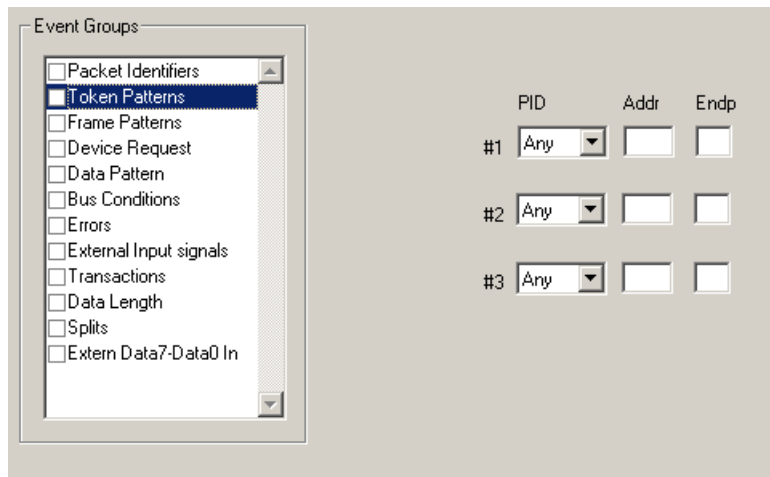 Event Groups
Packet Identifiers
Token Patterns
Frame Patterns
Device Request
Data Pattern
Bus Conditions
Errors
External Input signals
Transactions
Data Length
Splits
Extern Data7-Data0 In
PID Addr Endp
#1 Any
#2 Any
#3 Any